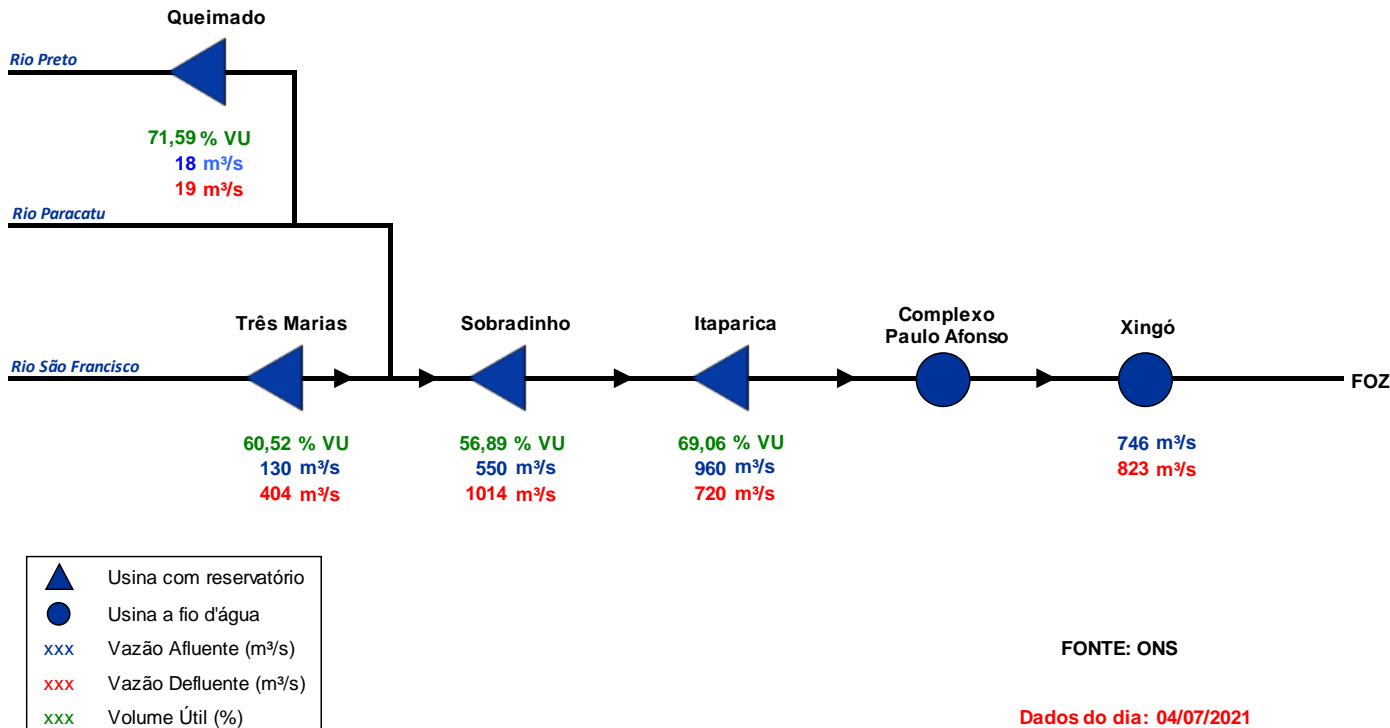 Queimado
Rio Preto
71,59 % VU
18 m³/s
19 m³/s
Rio Paracatu
Três Marias
Sobradinho
Itaparica
Complexo
Paulo Afonso
Xingó
Rio São Francisco
FOZ
60,52 % VU
130 m³/s
404 m³/s
56,89 % VU
550 m³/s
1014 m³/s
69,06 % VU
960 m³/s
720 m³/s
746 m³/s
823 m³/s
Usina com reservatório
Usina a fio d'água
xxx Vazão Afluente (m³/s)
xxx Vazão Defluente (m³/s)
xxx Volume Útil (%)
FONTE: ONS
Dados do dia: 04/07/2021